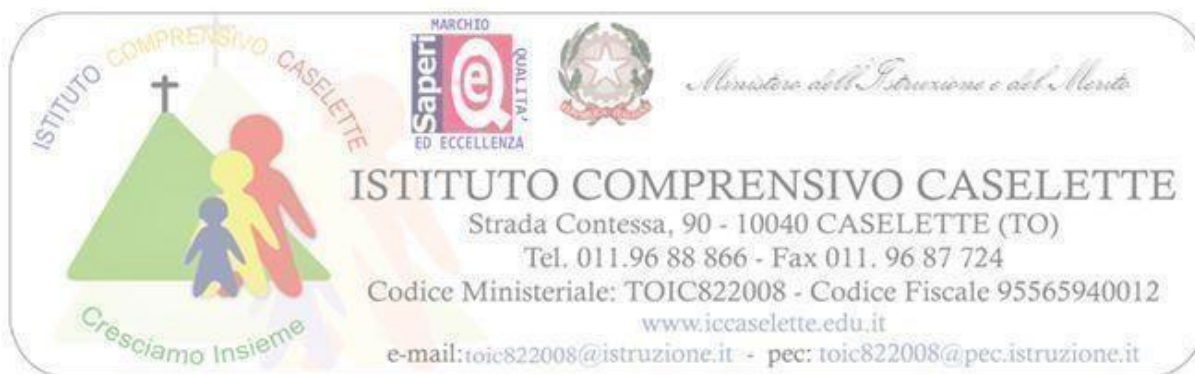 ISTITUTO COMPRENSIVO CASELETTE
Cresciamo Insieme
MARCHIO
Saperi
QUALITA'
e
ED ECCELLENZA
Ministero dell'Istruzione e del Merito
ISTITUTO COMPRENSIVO CASELETTE
Strada Contessa, 90 - 10040 CASELETTE (TO)
Tel. 011.96 88 866 - Fax 011. 96 87 724
Codice Ministeriale: TOIC822008 - Codice Fiscale 95565940012
www.iccaselette.edu.it
e-mail:toic822008@istruzione.it - pec: toic822008@pec.istruzione.it